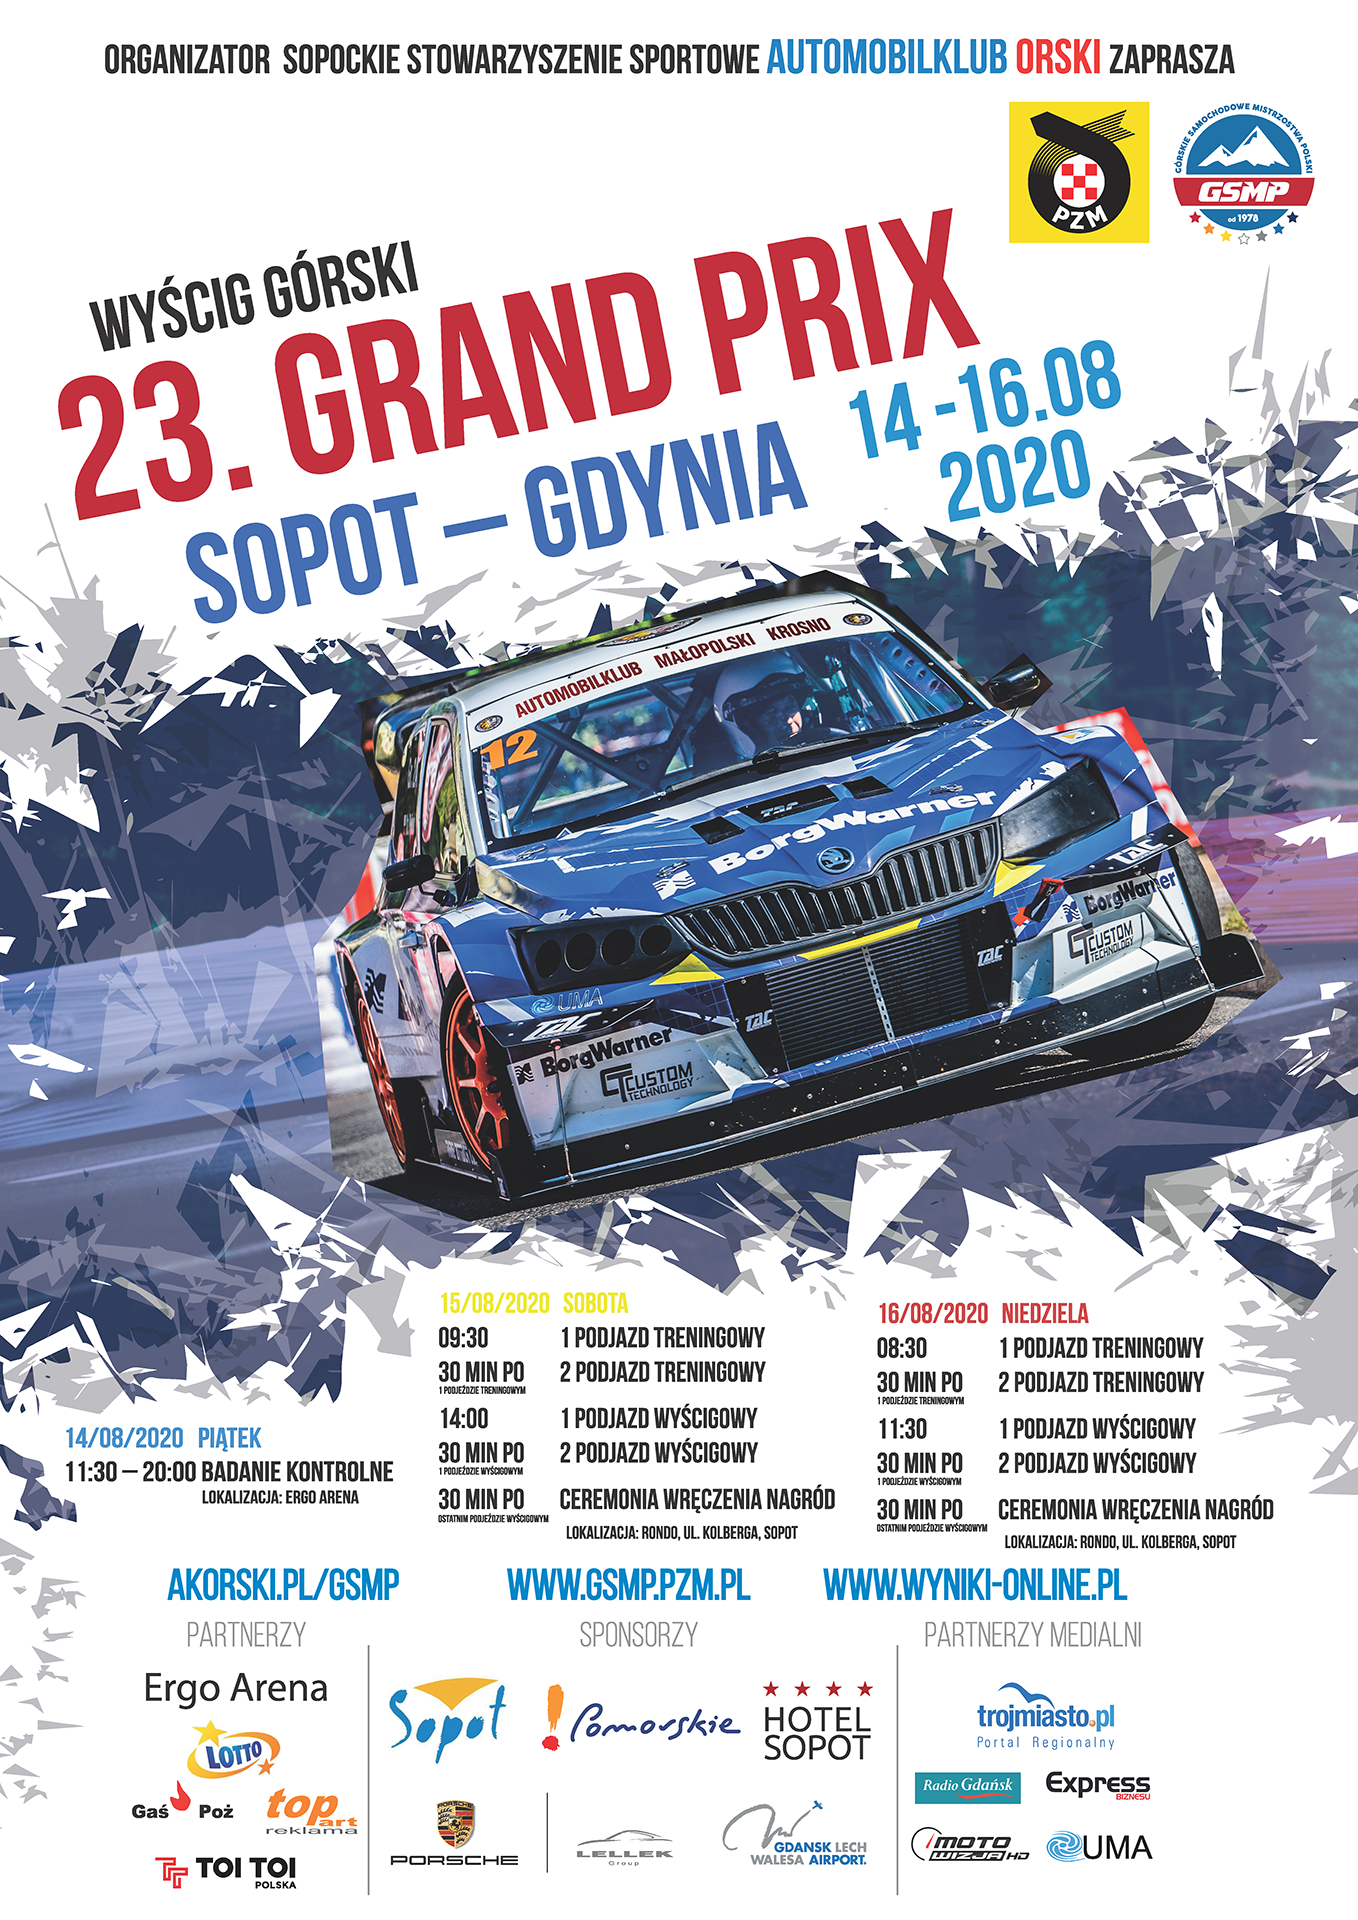 ORGANIZATOR SOPOCKIE STOWARZYSZENIE SPORTOWE AUTOMOBILKLUB ORSKI ZAPRASZA
PZM
GÓRSKIE SAMOCHODOWE MISTRZOSTWA POLSKI
GSMP
od 1978
WYŚCIG GÓRSKI
23. GRAND PRIX
SOPOT – GDYNIA
14 -16.08
2020
AUTOMOBILKLUB MAŁOPOLSKI KROSNO
12
TAC
BorgWarner
TAC
BorgWarner
CUSTOM
TECHNOLOGY
TAC
UMA
TAC
TAC
BorgWarner
CUSTOM
TECHNOLOGY
14/08/2020 PIĄTEK
11:30 – 20:00 BADANIE KONTROLNE
LOKALIZACJA: ERGO ARENA
15/08/2020 SOBOTA
09:30 1 PODJAZD TRENINGOWY
30 MIN PO 2 PODJAZD TRENINGOWY
1 PODJEŹDZIE TRENINGOWYM
14:00 1 PODJAZD WYŚCIGOWY
30 MIN PO 2 PODJAZD WYŚCIGOWY
1 PODJEŹDZIE WYŚCIGOWYM
30 MIN PO CEREMONIA WRĘCZENIA NAGRÓD
OSTATNIM PODJEŹDZIE WYŚCIGOWYM
LOKALIZACJA: RONDO, UL. KOLBERGA, SOPOT
16/08/2020 NIEDZIELA
08:30 1 PODJAZD TRENINGOWY
30 MIN PO 2 PODJAZD TRENINGOWY
1 PODJEŹDZIE TRENINGOWYM
11:30 1 PODJAZD WYŚCIGOWY
30 MIN PO 2 PODJAZD WYŚCIGOWY
1 PODJEŹDZIE WYŚCIGOWYM
30 MIN PO CEREMONIA WRĘCZENIA NAGRÓD
OSTATNIM PODJEŹDZIE WYŚCIGOWYM
LOKALIZACJA: RONDO, UL. KOLBERGA, SOPOT
AKORSKI.PL/GSMP WWW.GSMP.PZM.PL WWW.WYNIKI-ONLINE.PL
PARTNERZY
Ergo Arena
LOTTO
Gaś Poż
top
art
reklama
TOI TOI
POLSKA
SPONSORZY
Sopot
Pomorskie
HOTEL
SOPOT
PORSCHE
PORSCHE
LELLEK
Group
GDANSK LECH
WALESA AIRPORT.
PARTNERZY MEDIALNI
trojmiasto.pl
Portal Regionalny
Radio Gdańsk
Express
BIZNESU
MOTO
WIZJA HD
UMA